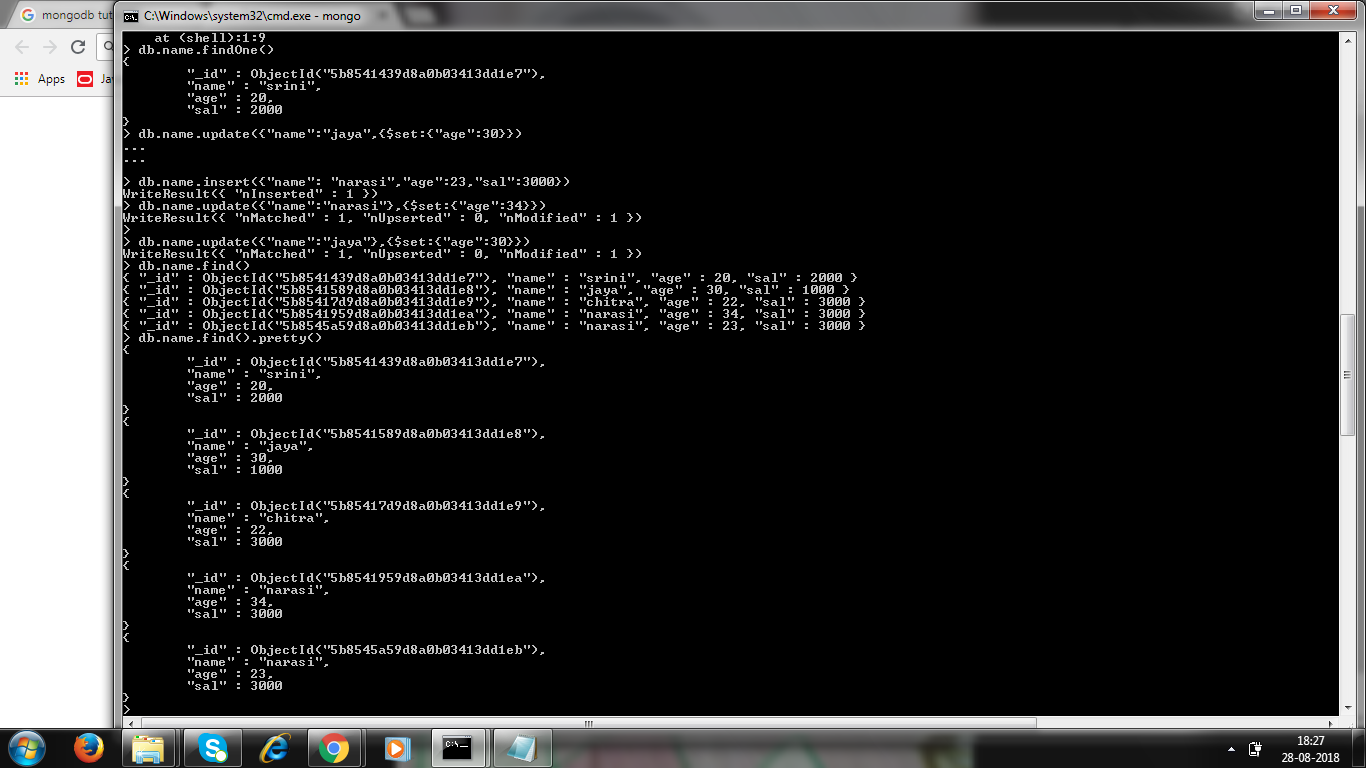 mongodb tut
C:\Windows\system32\cmd.exe - mongo
Apps
Ja
at (shell):1:9
> db.name.findOne()
{
"_id" : ObjectId("5b8541439d8a0b03413dd1e7"),
"name" : "srini",
"age" : 20,
"sal" : 2000
}
> db.name.update({"name":"jaya",{$set:{"age":30}})
...
...
> db.name.insert({"name": "narasi","age":23,"sal":3000})
WriteResult({ "nInserted" : 1 })
> db.name.update({"name":"narasi"},{$set:{"age":34}})
WriteResult({ "nMatched" : 1, "nUpserted" : 0, "nModified" : 1 })
>
> db.name.update({"name":"jaya"},{$set:{"age":30}})
WriteResult({ "nMatched" : 1, "nUpserted" : 0, "nModified" : 1 })
> db.name.find()
{ "_id" : ObjectId("5b8541439d8a0b03413dd1e7"), "name" : "srini", "age" : 20, "sal" : 2000 }
{ "_id" : ObjectId("5b8541589d8a0b03413dd1e8"), "name" : "jaya", "age" : 30, "sal" : 1000 }
{ "_id" : ObjectId("5b85417d9d8a0b03413dd1e9"), "name" : "chitra", "age" : 22, "sal" : 3000 }
{ "_id" : ObjectId("5b8541959d8a0b03413dd1ea"), "name" : "narasi", "age" : 34, "sal" : 3000 }
{ "_id" : ObjectId("5b8545a59d8a0b03413dd1eb"), "name" : "narasi", "age" : 23, "sal" : 3000 }
> db.name.find().pretty()
{
"_id" : ObjectId("5b8541439d8a0b03413dd1e7"),
"name" : "srini",
"age" : 20,
"sal" : 2000
}
{
"_id" : ObjectId("5b8541589d8a0b03413dd1e8"),
"name" : "jaya",
"age" : 30,
"sal" : 1000
}
{
"_id" : ObjectId("5b85417d9d8a0b03413dd1e9"),
"name" : "chitra",
"age" : 22,
"sal" : 3000
}
{
"_id" : ObjectId("5b8541959d8a0b03413dd1ea"),
"name" : "narasi",
"age" : 34,
"sal" : 3000
}
{
"_id" : ObjectId("5b8545a59d8a0b03413dd1eb"),
"name" : "narasi",
"age" : 23,
"sal" : 3000
}
>
18:27
28-08-2018